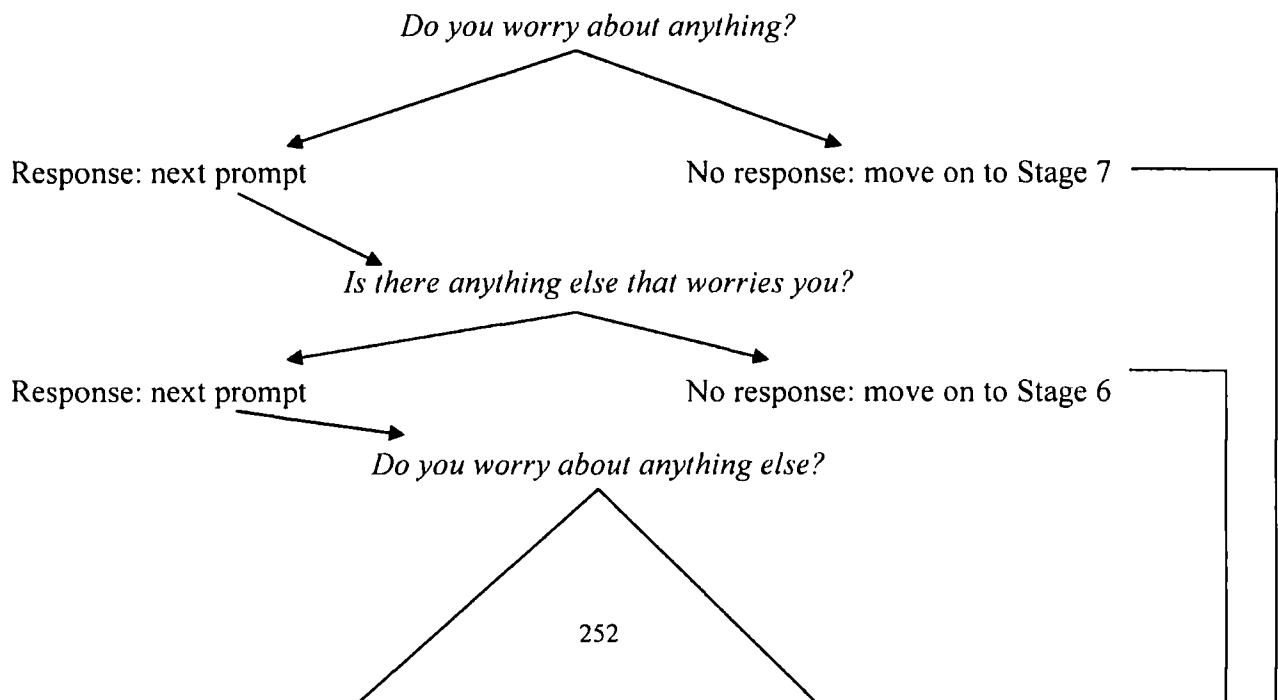 Do you worry about anything?
Response: next prompt
No response: move on to Stage 7
Is there anything else that worries you?
Response: next prompt
No response: move on to Stage 6
Do you worry about anything else?
252